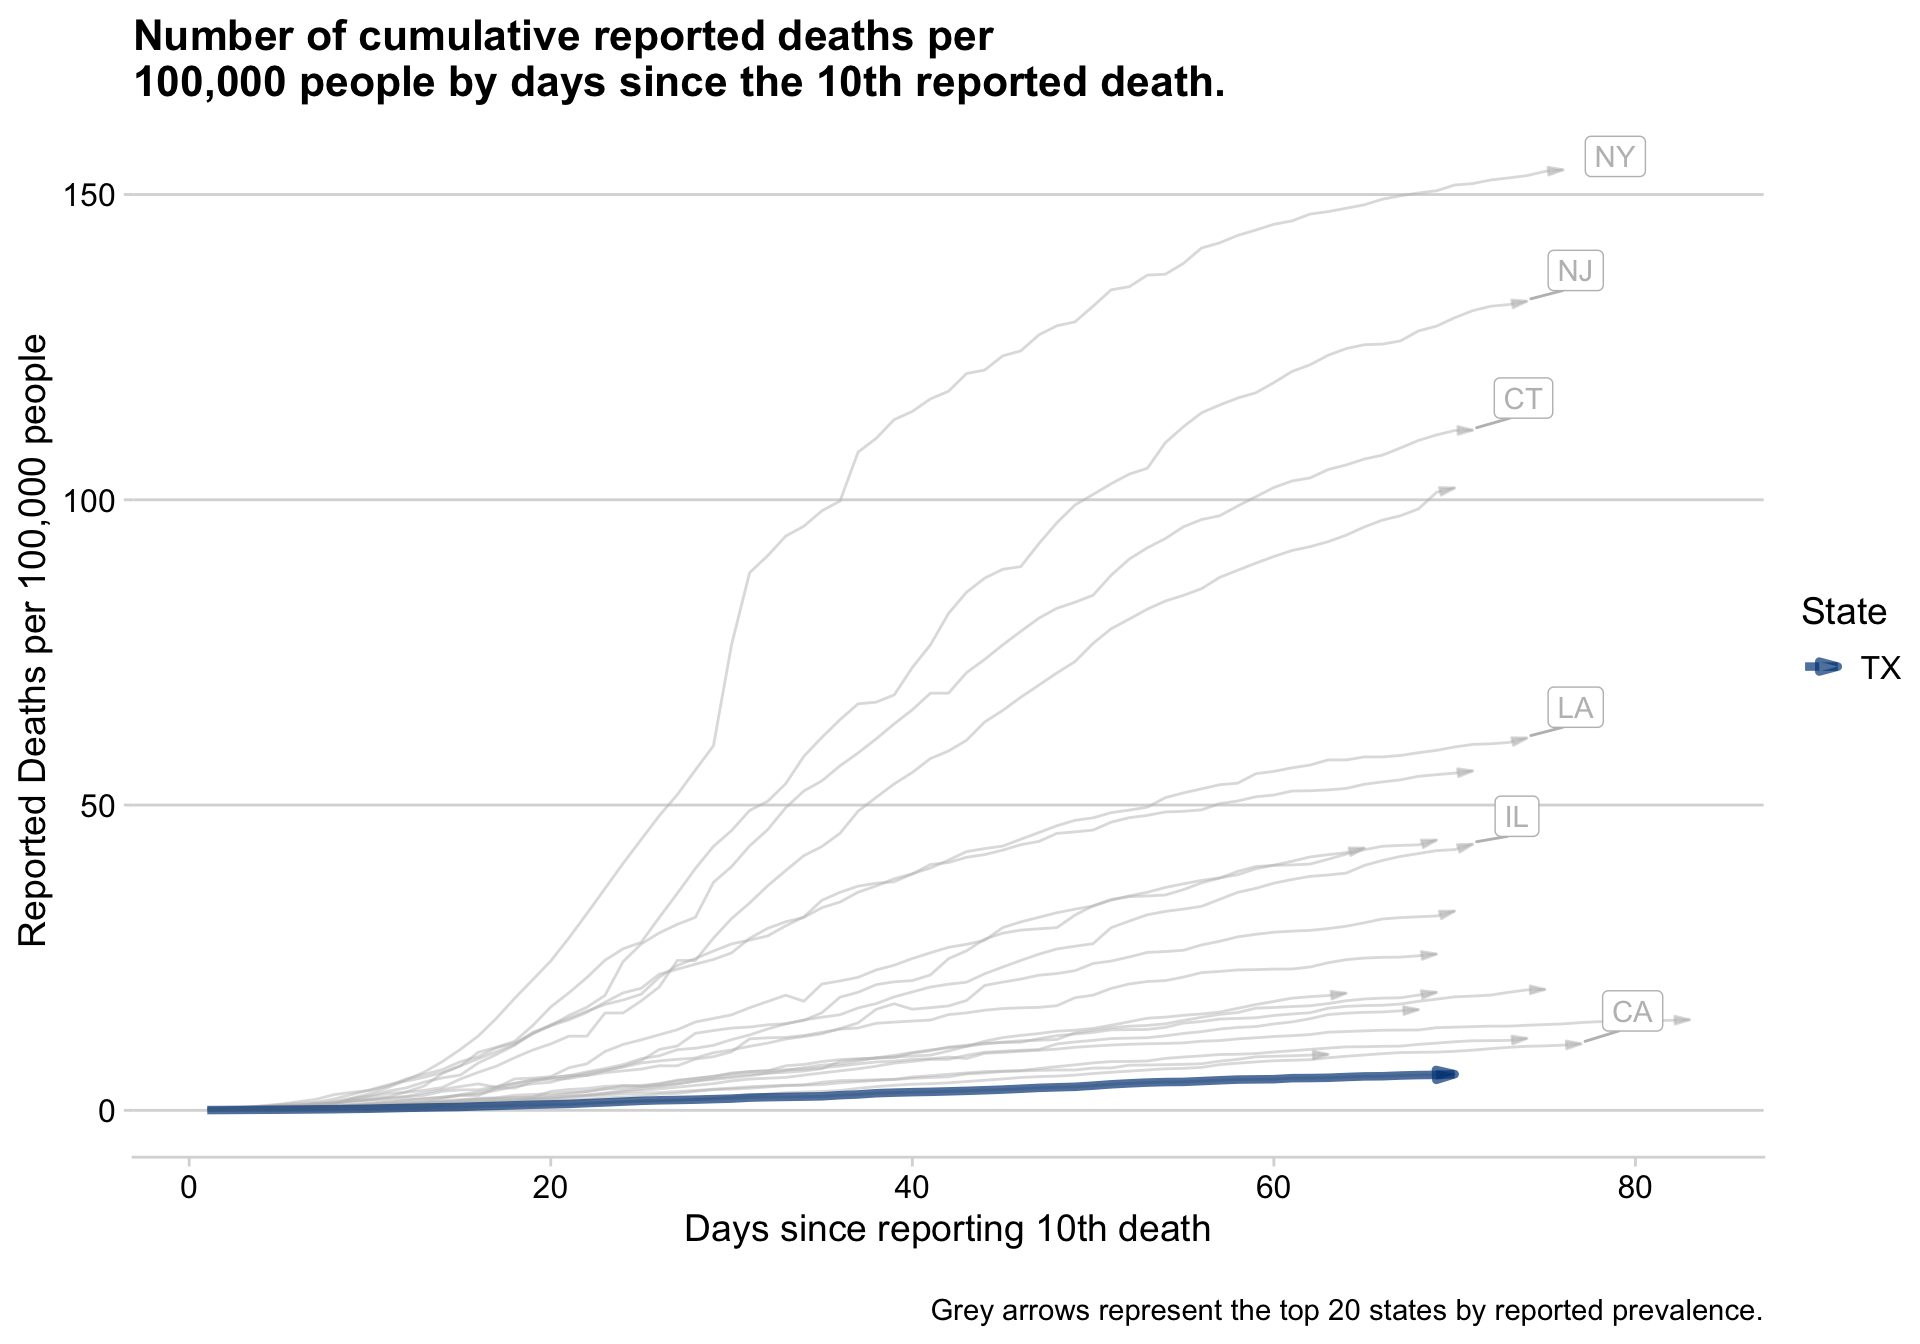 Number of cumulative reported deaths per
100,000 people by days since the 10th reported death.
Reported Deaths per 100,000 people
150
100
50
0
NY
NJ
CT
LA
IL
CA
State
TX
0 20 40 60 80
Days since reporting 10th death
Grey arrows represent the top 20 states by reported prevalence.